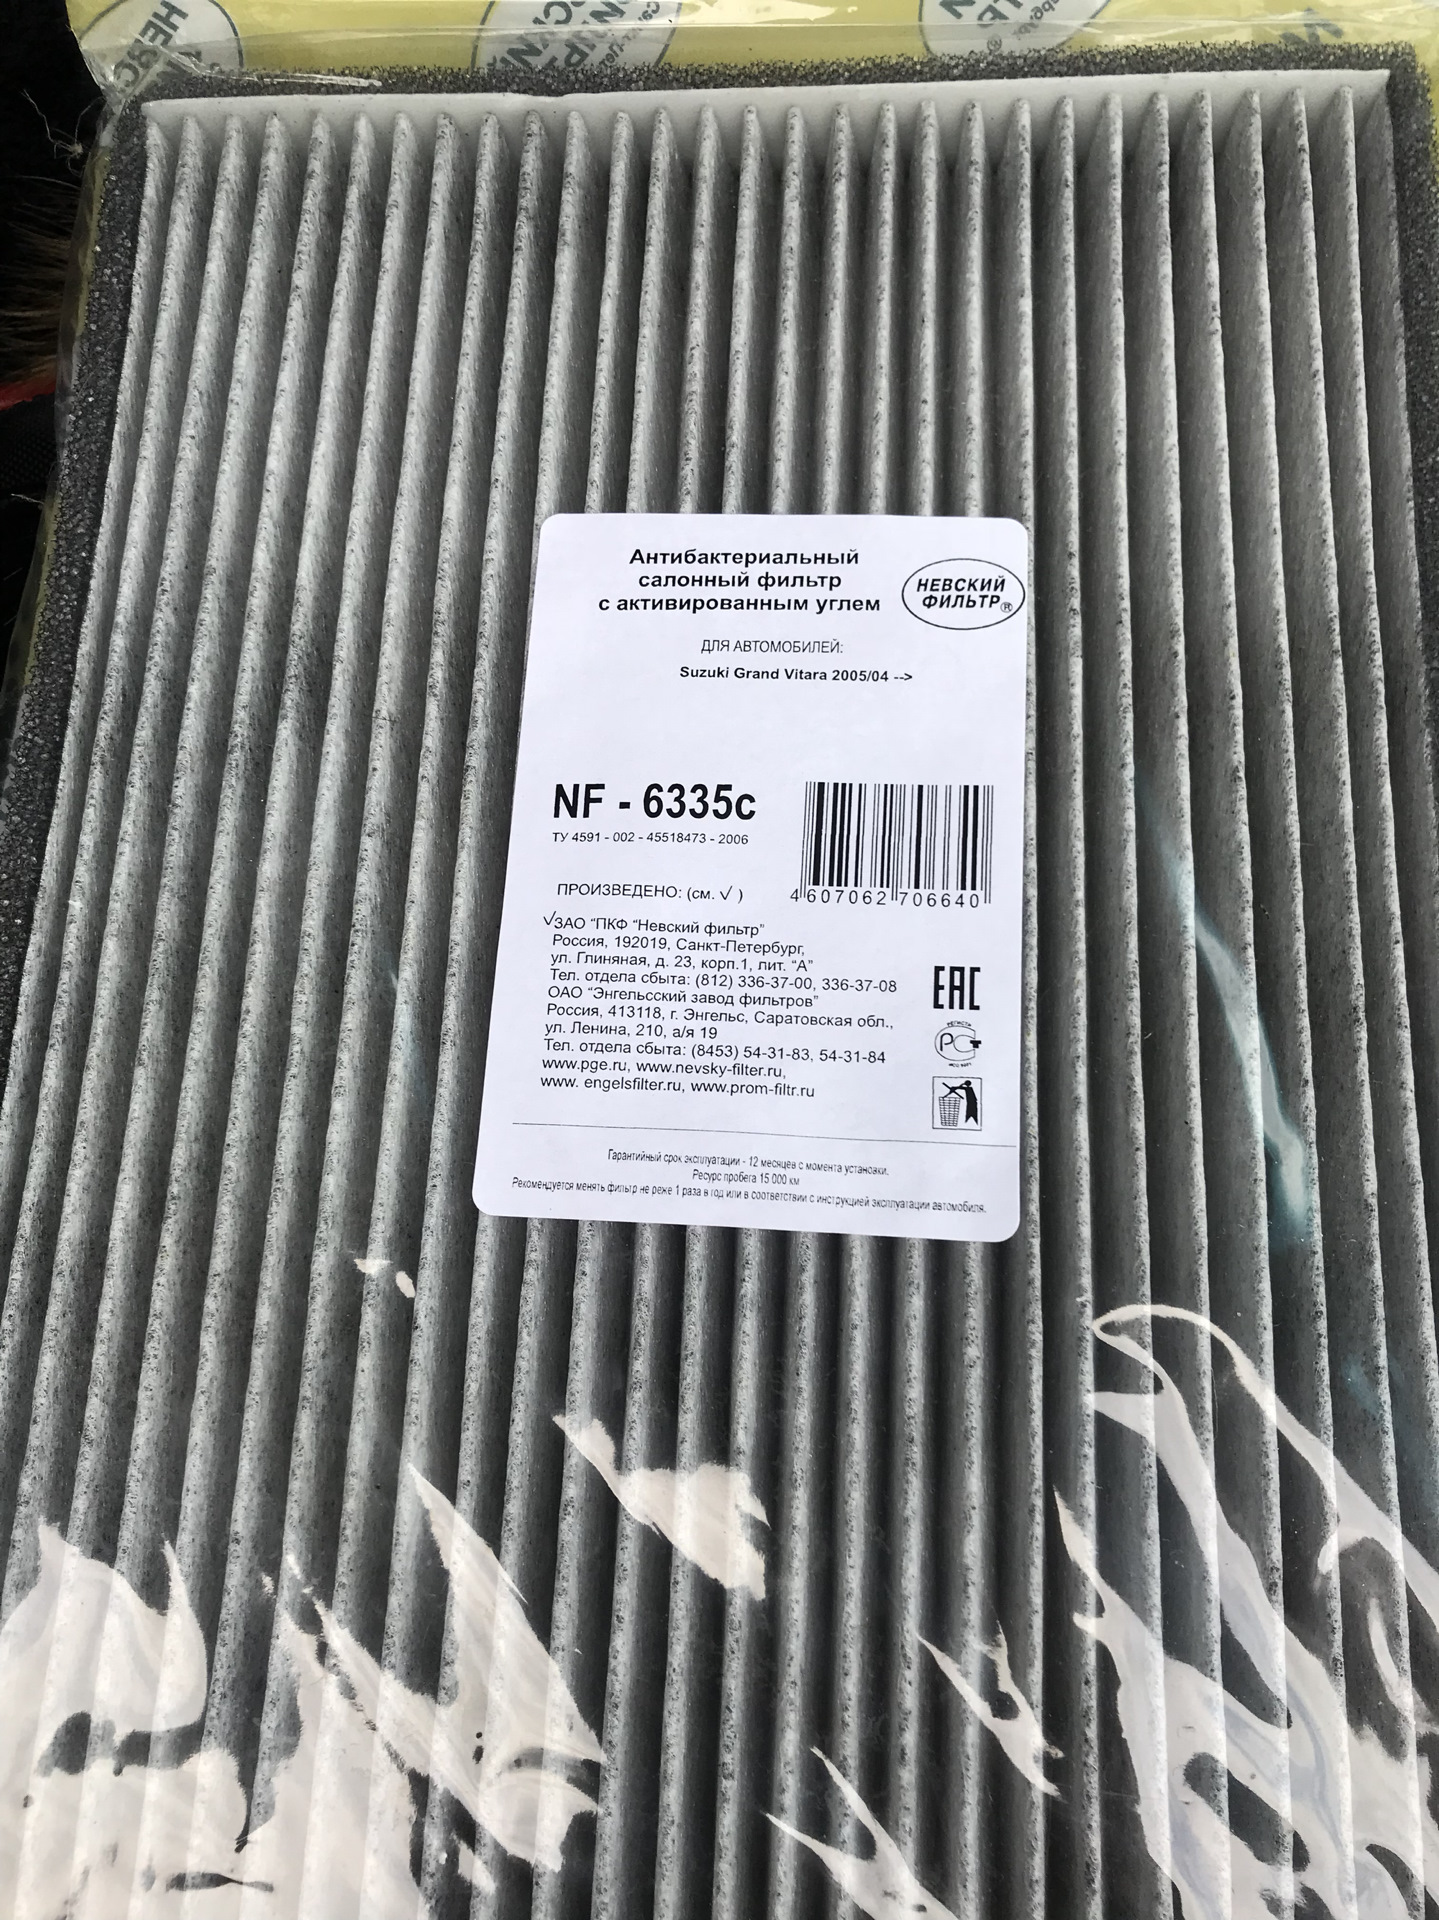 Антибактериальный
салонный фильтр
с активированным углем
НЕВСКИЙ
ФИЛЬТР®
ДЛЯ АВТОМОБИЛЕЙ:
Suzuki Grand Vitara 2005/04 -->
NF - 6335с
ТУ 4591 - 002 - 45518473 - 2006
4 607062 706640
ПРОИЗВЕДЕНО: (см. √ )
√ЗАО “ПКФ “Невский фильтр”
Россия, 192019, Санкт-Петербург,
ул. Глиняная, д. 23, корп.1, лит. “А”
Тел. отдела сбыта: (812) 336-37-00, 336-37-08
ОАО “Энгельсский завод фильтров”
Россия, 413118, г. Энгельс, Саратовская обл.,
ул. Ленина, 210, а/я 19
Тел. отдела сбыта: (8453) 54-31-83, 54-31-84
www.pge.ru, www.nevsky-filter.ru,
www. engelsfilter.ru, www.prom-filtr.ru
EAC
РЕГИСТР
Гарантийный срок эксплуатации - 12 месяцев с момента установки.
Ресурс пробега 15 000 км
Рекомендуется менять фильтр не реже 1 раза в год или в соответствии с инструкцией эксплуатации автомобиля.